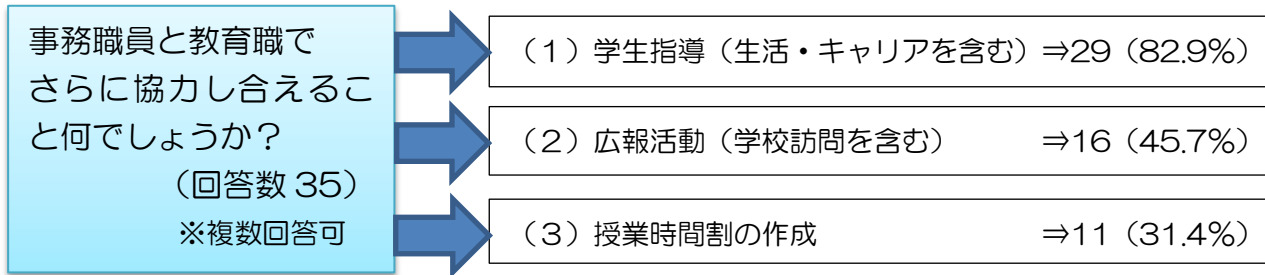 事務職員と教育職で
さらに協力し合えるこ
と何でしょうか？
（回答数 35）
※複数回答可
（１）学生指導（生活・キャリアを含む）⇒29（82.9%）
（２）広報活動（学校訪問を含む）　⇒16（45.7%）
（３）授業時間割の作成　⇒11（31.4%）